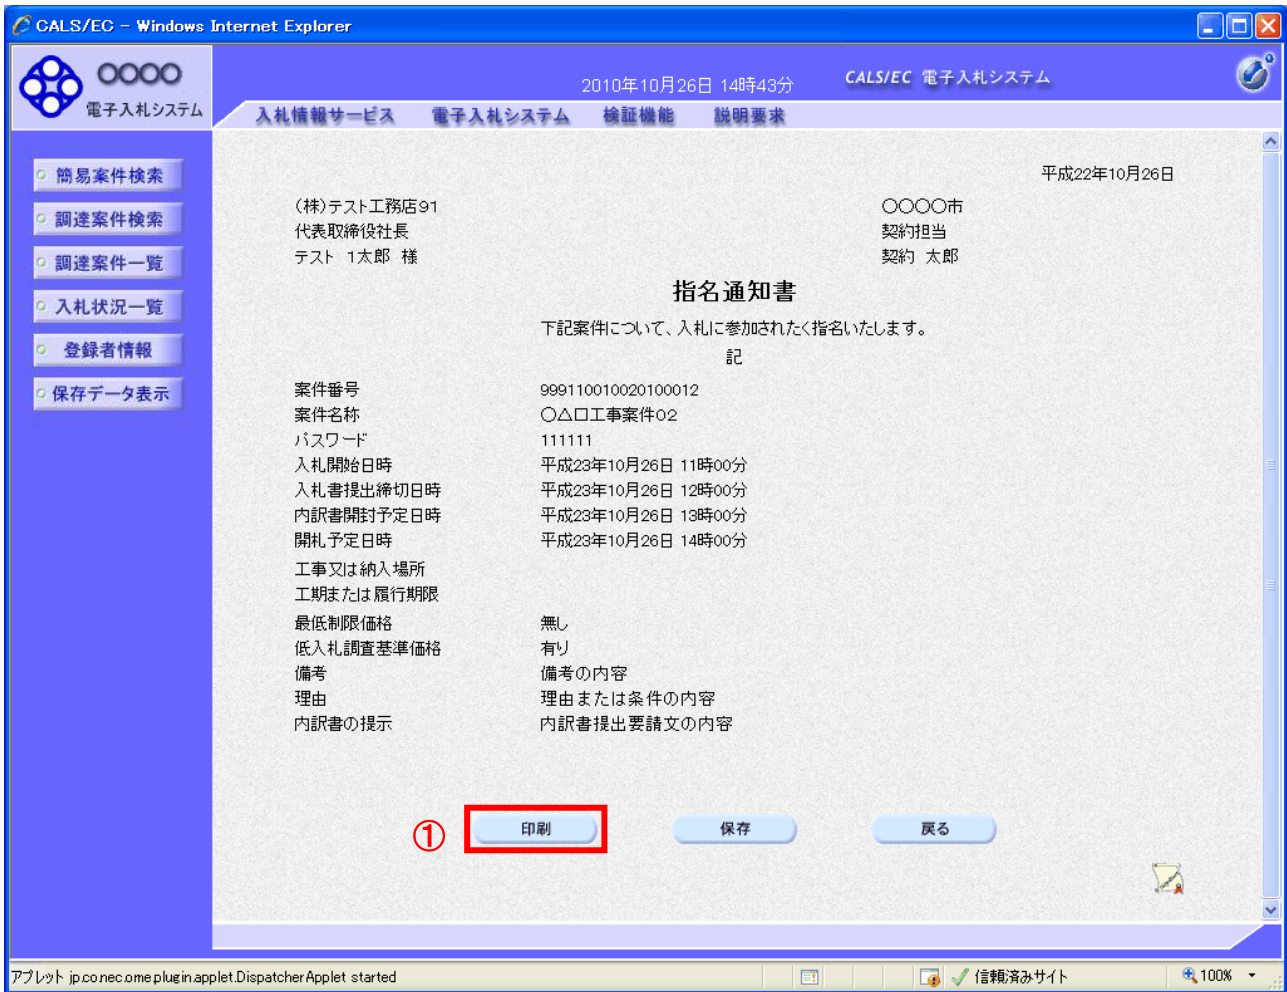 CALS/EC - Windows Internet Explorer
○○○○
電子入札システム
2010年10月26日 14時43分
CALS/EC 電子入札システム
入札情報サービス 電子入札システム 検証機能 説明要求
簡易案件検索
調達案件検索
調達案件一覧
入札状況一覧
登録者情報
保存データ表示
平成22年10月26日
(株)テスト工務店91
代表取締役社長
テスト 1太郎 様
○○○○市
契約担当
契約 太郎
指名通知書
下記案件について、入札に参加されたく指名いたします。
記
案件番号 999110010020100012
案件名称 ○△□工事案件02
パスワード 111111
入札開始日時 平成23年10月26日 11時00分
入札書提出締切日時 平成23年10月26日 12時00分
内訳書開封予定日時 平成23年10月26日 13時00分
開札予定日時 平成23年10月26日 14時00分
工事又は納入場所
工期または履行期限
最低制限価格 無し
低入札調査基準価格 有り
備考 備考の内容
理由 理由または条件の内容
内訳書の提示 内訳書提出要請文の内容
① 印刷 保存 戻る
アプレット jp.co.nec.ome.plugin.applet.DispatcherApplet started
信頼済みサイト
100%